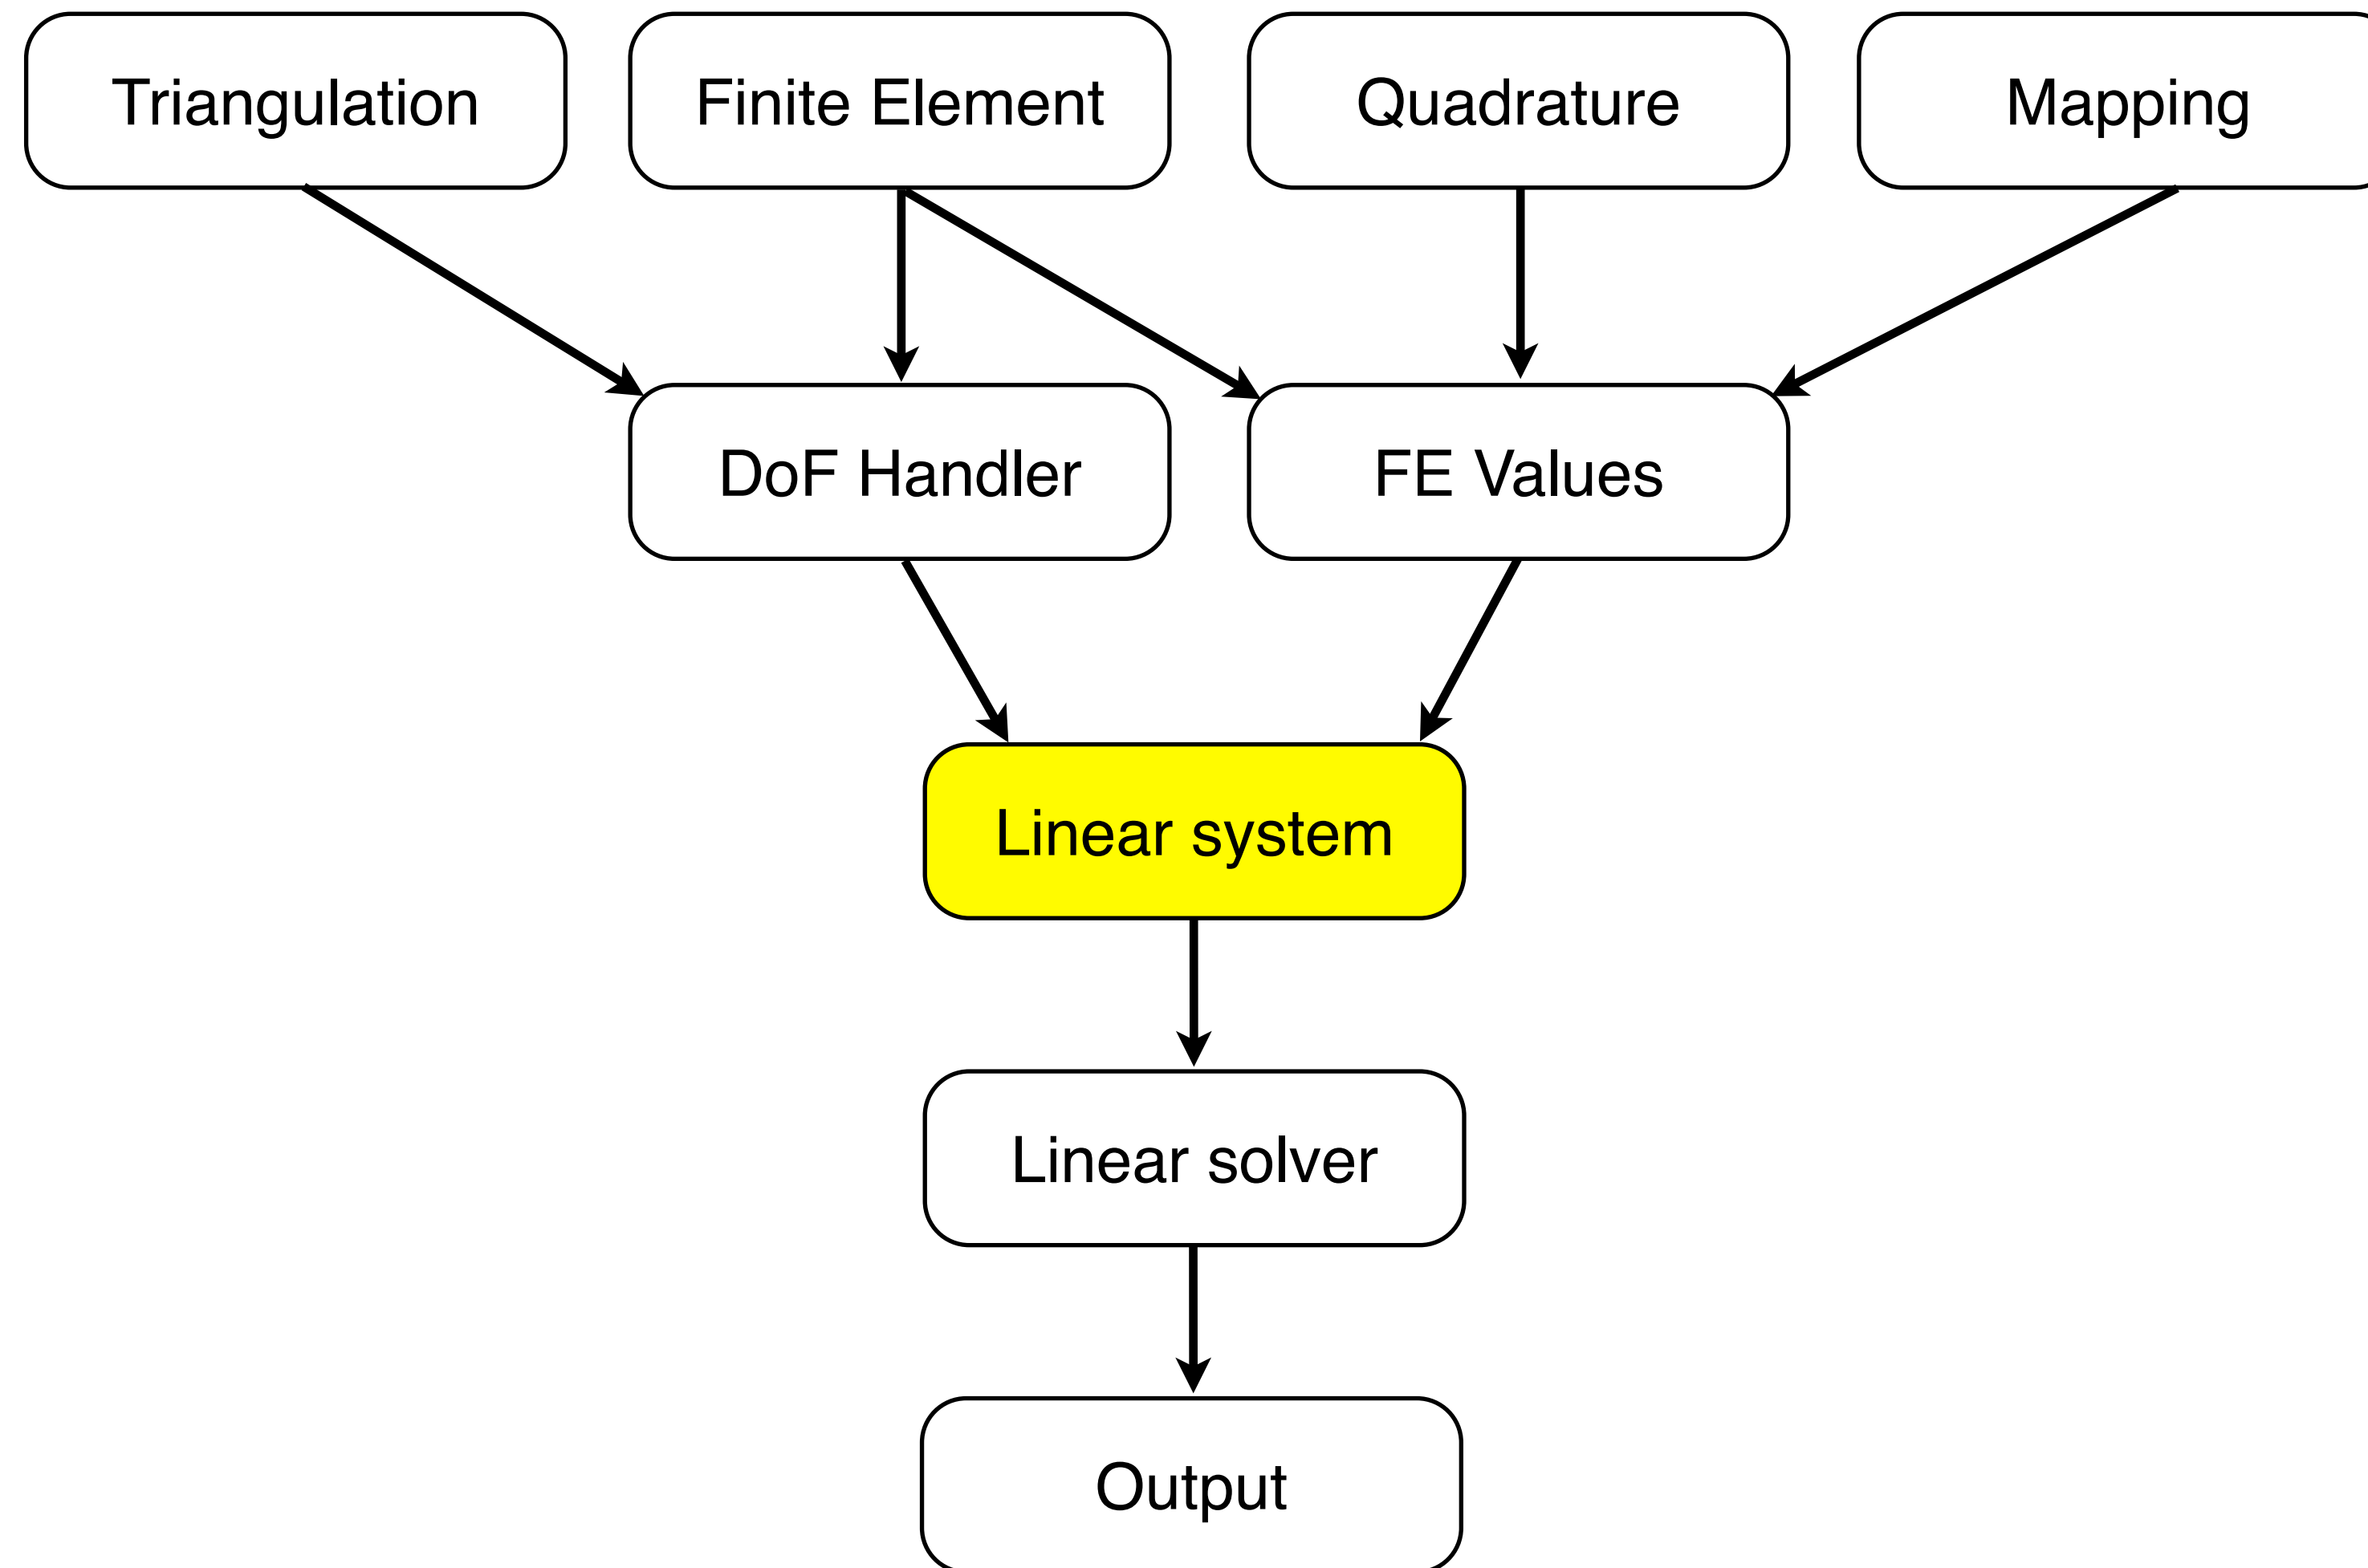 Triangulation
Finite Element
Quadrature
Mapping
DoF Handler
FE Values
Linear system
Linear solver
Output